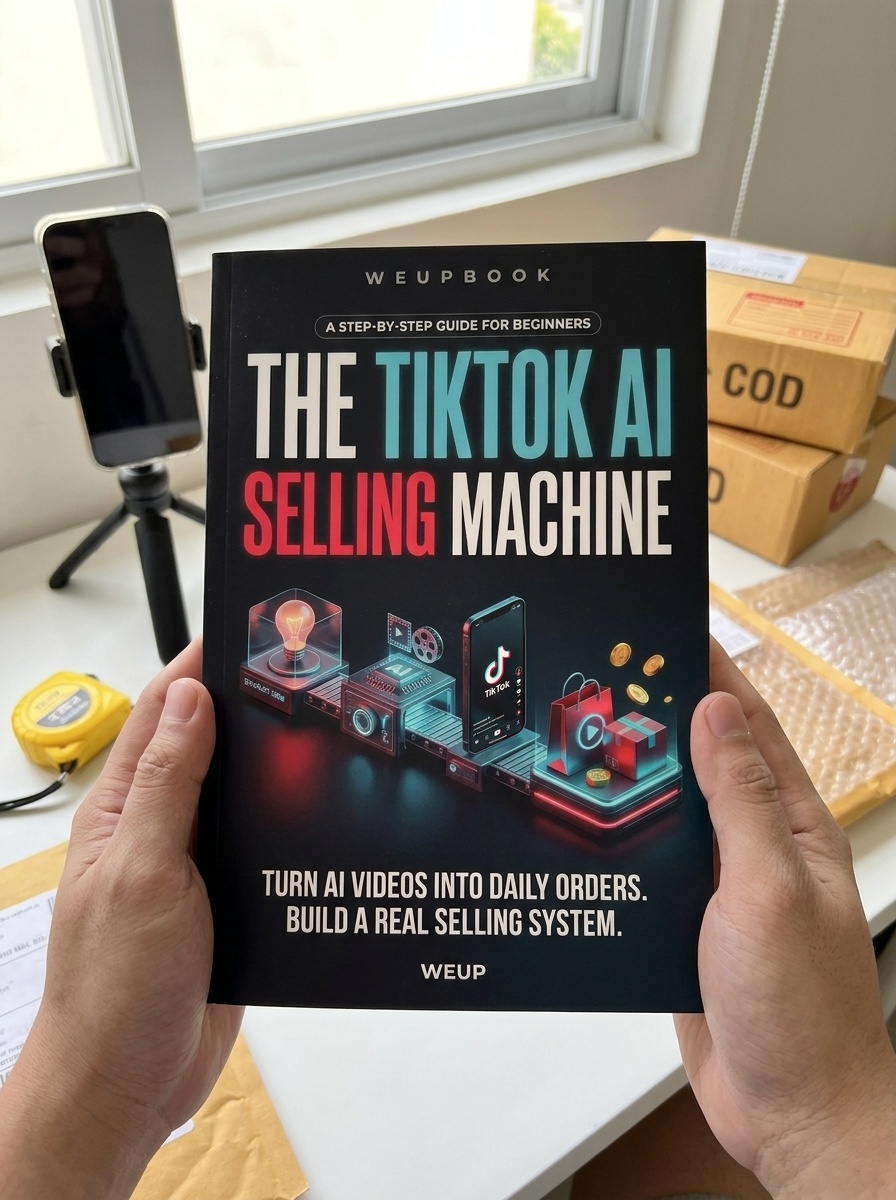 WEUPBOOK
A STEP-BY-STEP GUIDE FOR BEGINNERS
THE TIKTOK AI
SELLING MACHINE
AI
TikTok
TURN AI VIDEOS INTO DAILY ORDERS.
BUILD A REAL SELLING SYSTEM.
WEUP
COD